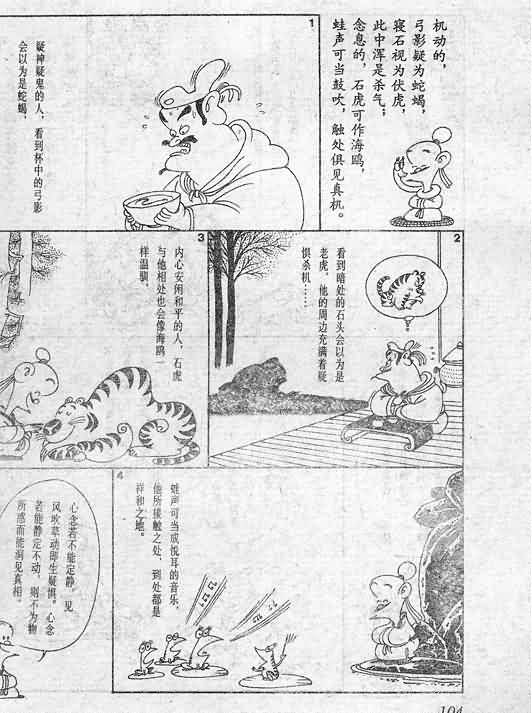 机动的，
弓影疑为蛇蝎，
寝石视为伏虎，
此中浑是杀气；
念息的，石虎可作海鸥，
蛙声可当鼓吹，触处俱见真机。
1
疑神疑鬼的人，看到杯中的弓影
会以为是蛇蝎，
2
看到暗处的石头会以为是
老虎，他的周边充满着疑
惧杀机……
3
内心安闲和平的人，石虎
与他相处也会像海鸥一
样温驯，
4
蛙声可当成悦耳的音乐，
他所接触之处，到处都是
祥和之地。
心念若不能定静，见
风吹草动即生疑惧。心念
若能静定不动，则不为物
所惑而能洞见真相。
104